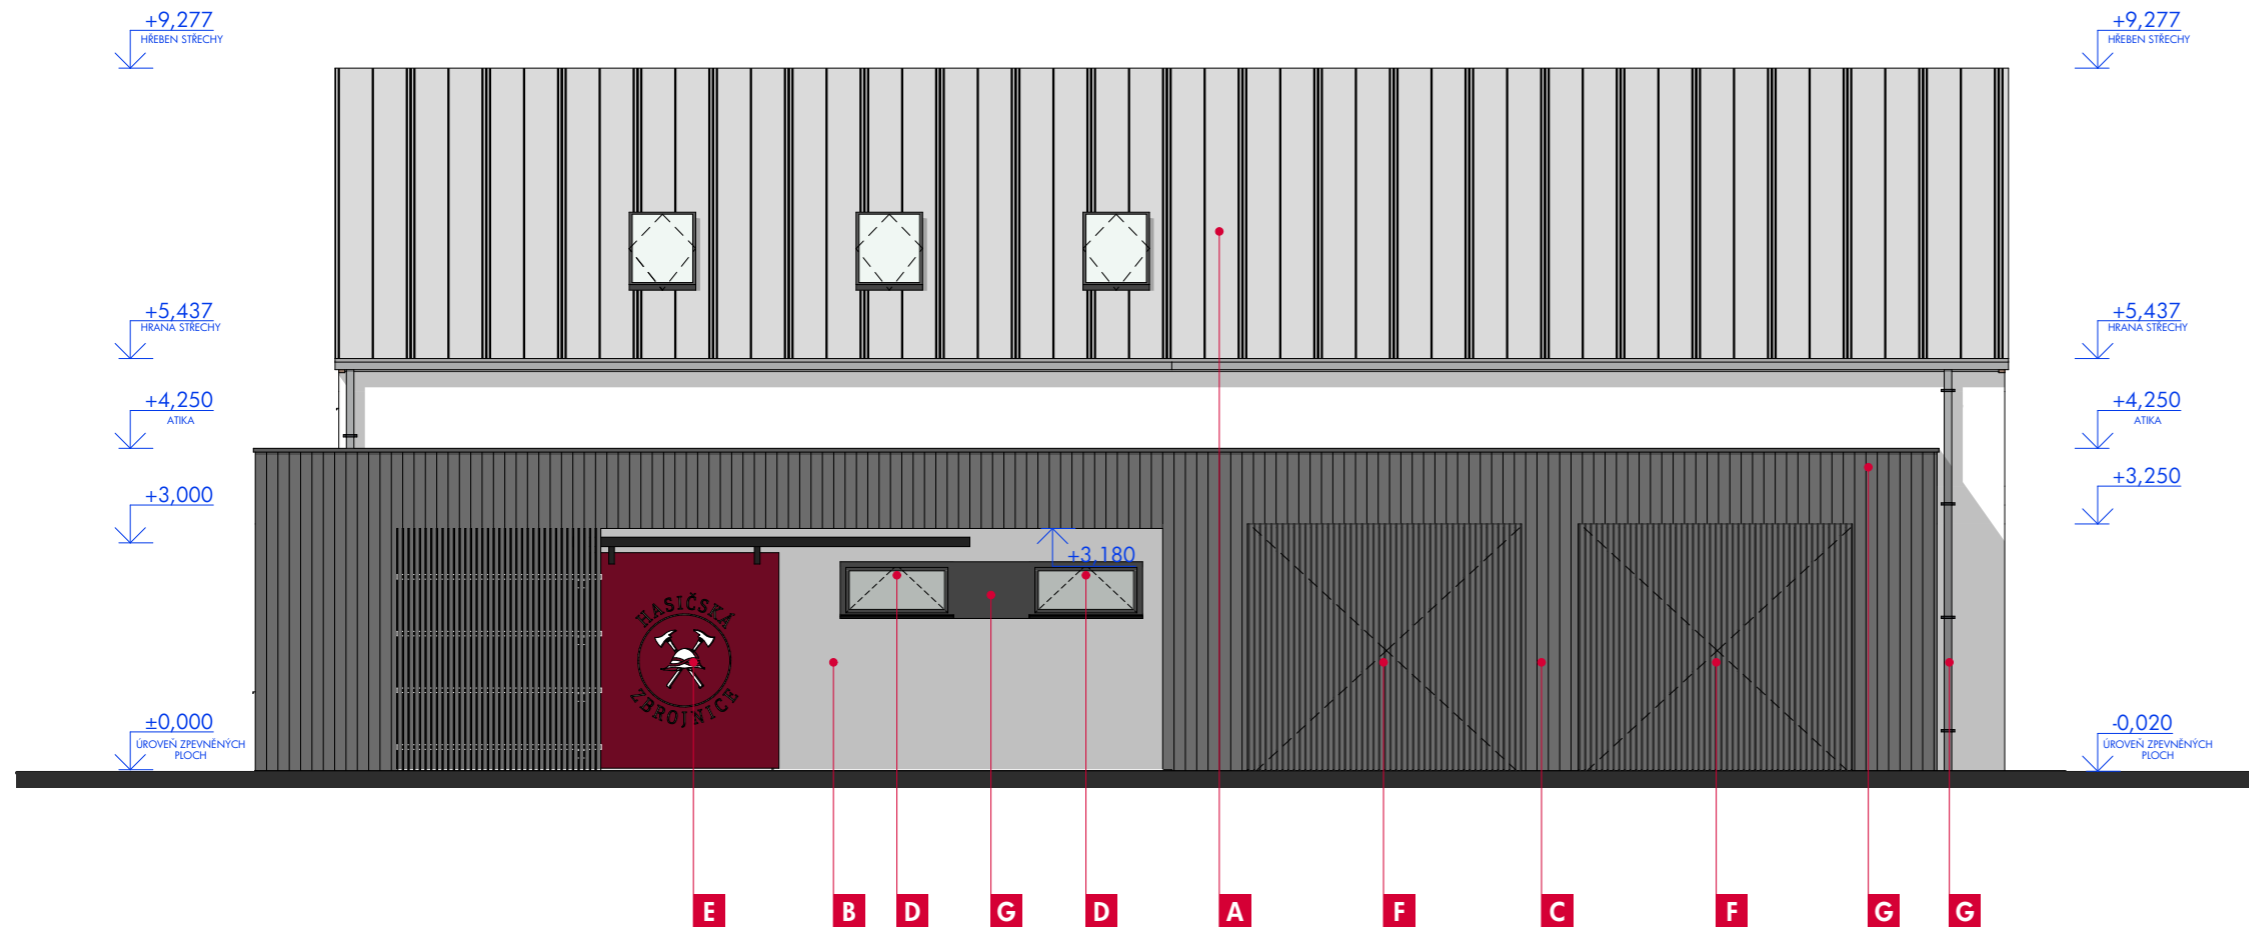 +9,277
HŘEBEN STŘECHY
+9,277
HŘEBEN STŘECHY
+5,437
HRANA STŘECHY
+5,437
HRANA STŘECHY
+4,250
ATIKA
+4,250
ATIKA
+3,000
+3,250
+3,180
HASIČSKÁ
ZBROJNICE
±0,000
ÚROVEŇ ZPEVNĚNÝCH
PLOCH
-0,020
ÚROVEŇ ZPEVNĚNÝCH
PLOCH
E B D G D A F C F G G